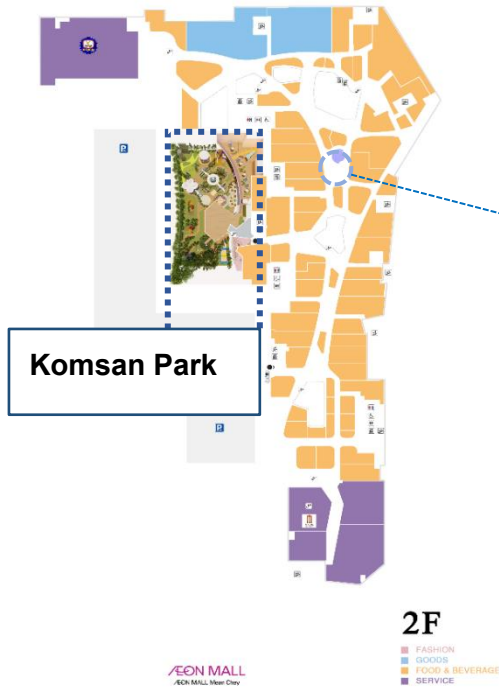 P
Komsan Park
P
2F
FASHION
GOODS
FOOD & BEVERAGE
SERVICE
ÆON MALL
ÆON MALL Mean Chey